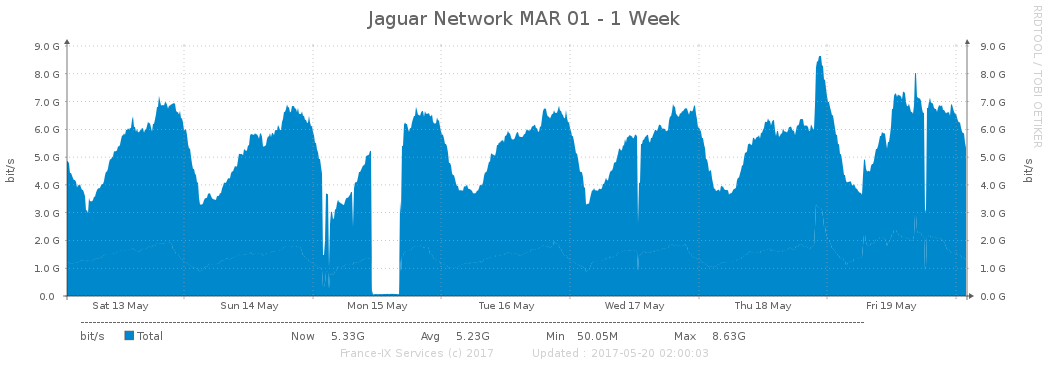 Jaguar Network MAR 01 - 1 Week
RRDTOOL / TOBI OETIKER
9.0 G 9.0 G
8.0 G 8.0 G
7.0 G 7.0 G
6.0 G 6.0 G
5.0 G 5.0 G
4.0 G 4.0 G
3.0 G 3.0 G
2.0 G 2.0 G
1.0 G 1.0 G
0.0 0.0 G
bit/s
bit/s
Sat 13 May Sun 14 May Mon 15 May Tue 16 May Wed 17 May Thu 18 May Fri 19 May
bit/s Total Now 5.33G Avg 5.23G Min 50.05M Max 8.63G
France-IX Services (c) 2017 Updated : 2017-05-20 02:00:03